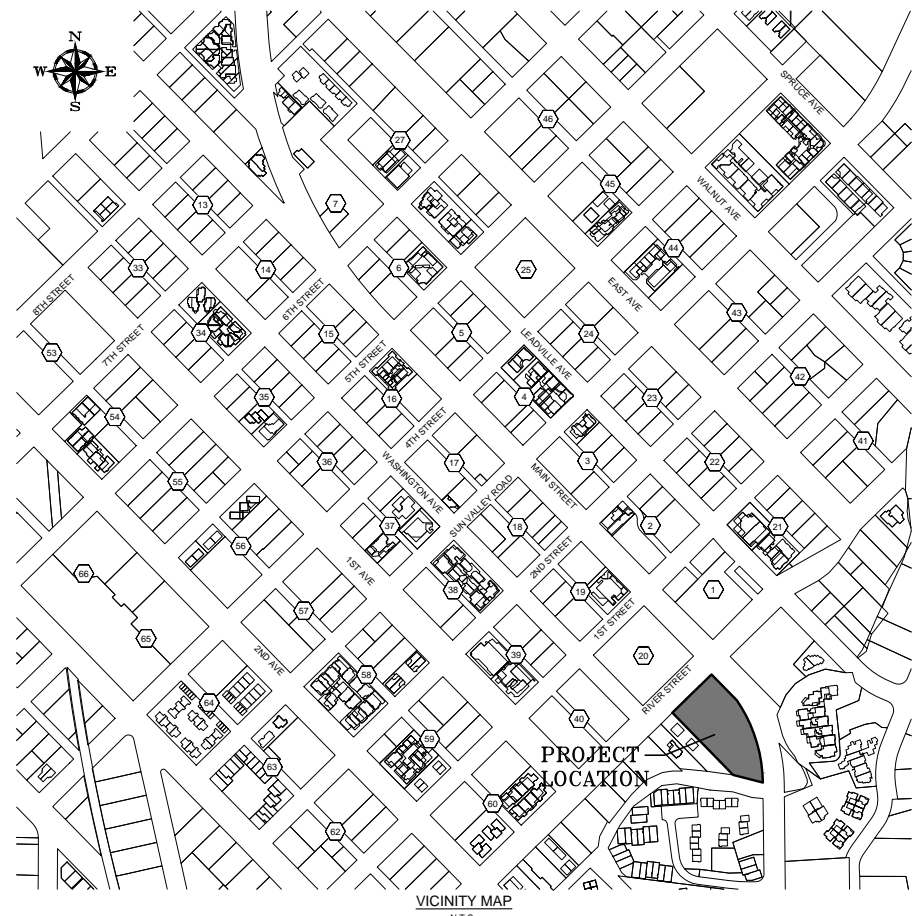 N
W E
S
SPRUCE AVE
46
27
45
WALNUT AVE
13
7
44
33
14
6
25
EAST AVE
8TH STREET
6TH STREET
43
34
15
5
24
LEADVILLE AVE
7TH STREET
53
5TH STREET
42
35
16
4
23
54
4TH STREET
41
36
17
3
22
WASHINGTON AVE
MAIN STREET
55
SUN VALLEY ROAD
37
18
2
21
56
2ND STREET
1ST AVE
66
38
19
1
57
1ST STREET
65
39
20
2ND AVE
58
RIVER STREET
64
40
59
PROJECT
LOCATION
63
60
62
VICINITY MAP
N.T.S.